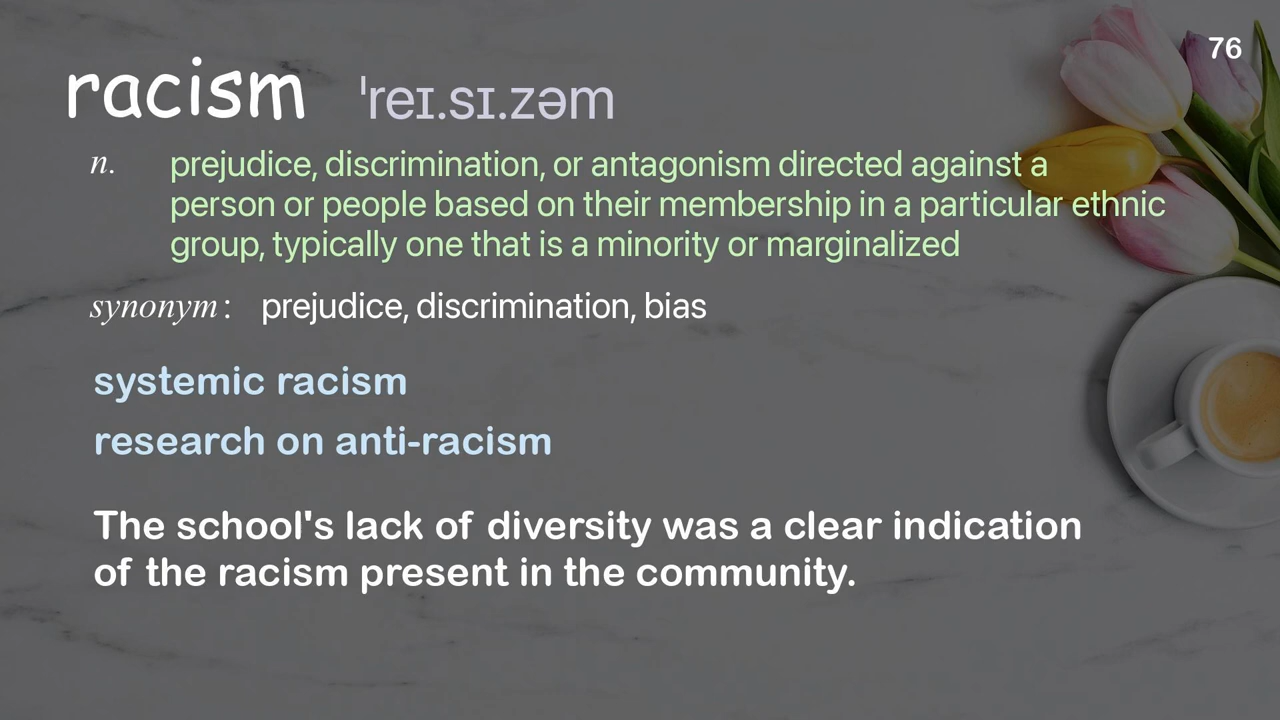 76
racism ˈreɪ.sɪ.zəm
n. prejudice, discrimination, or antagonism directed against a
person or people based on their membership in a particular ethnic
group, typically one that is a minority or marginalized
synonym : prejudice, discrimination, bias
systemic racism
research on anti-racism
The school's lack of diversity was a clear indication
of the racism present in the community.